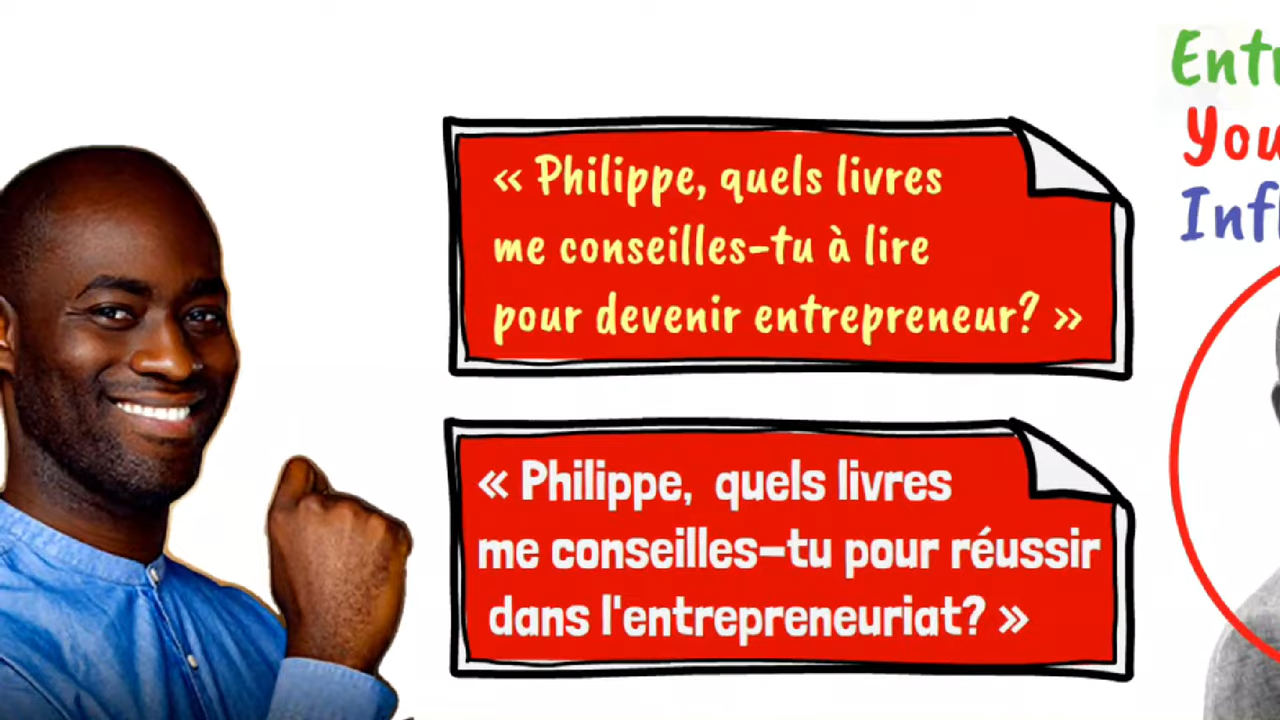 « Philippe, quels livres
me conseilles-tu à lire
pour devenir entrepreneur? »
« Philippe, quels livres
me conseilles-tu pour réussir
dans l'entrepreneuriat? »